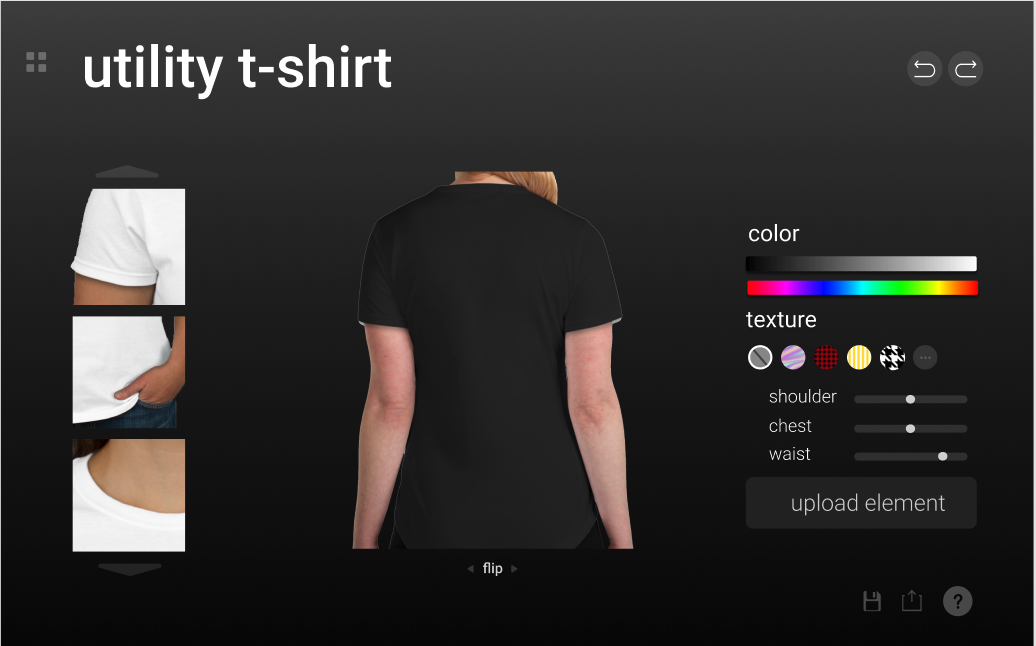 utility t-shirt
color
texture
shoulder
chest
waist
upload element
flip
?